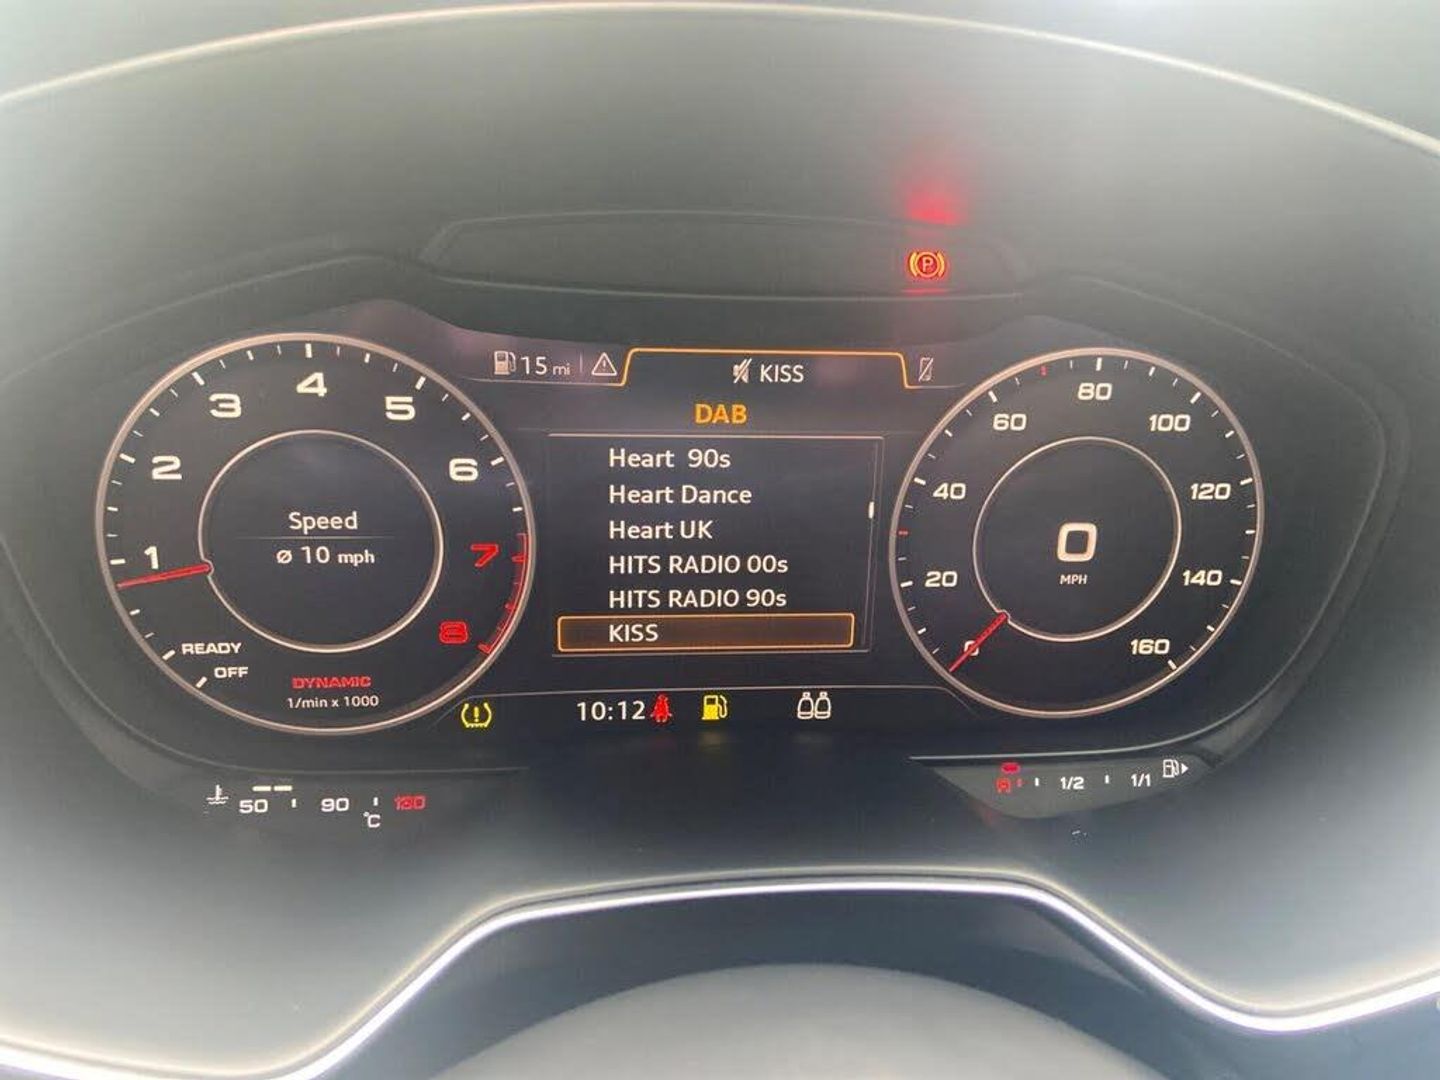 15 mi
KISS
DAB
Heart 90s
Heart Dance
Heart UK
HITS RADIO 00s
HITS RADIO 90s
KISS
1
2
3
4
5
6
7
8
Speed
ø 10 mph
READY
OFF
DYNAMIC
1/min x 1000
0
20
40
60
80
100
120
140
160
0
MPH
P
10:12
50
90
130
°C
1/2
1/1